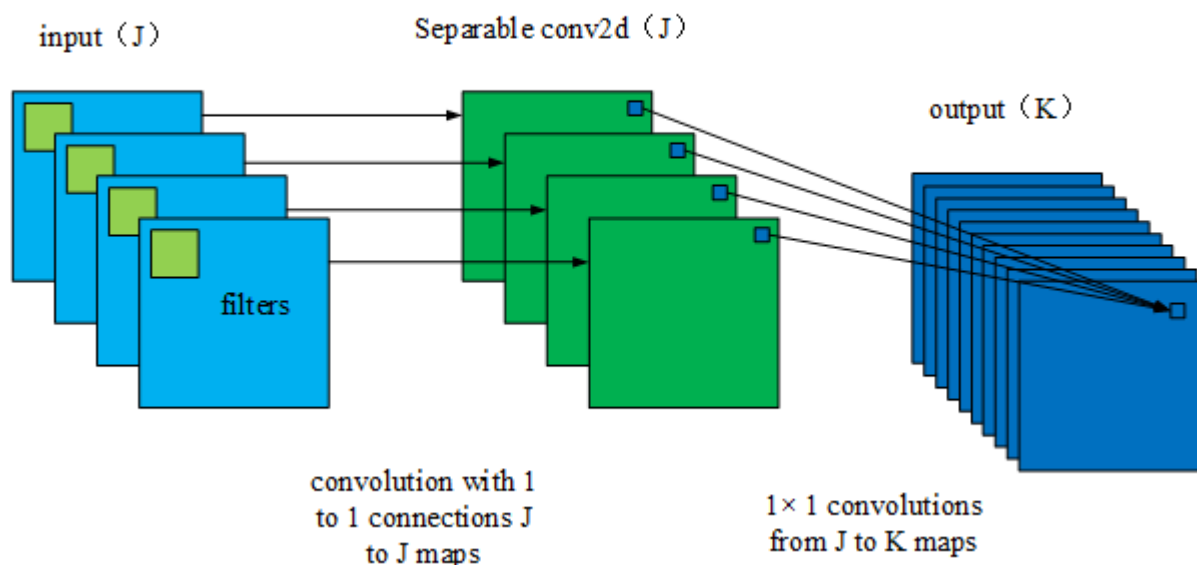 input（J）
Separable conv2d（J）
output（K）
filters
convolution with 1
to 1 connections J
to J maps
1× 1 convolutions
from J to K maps